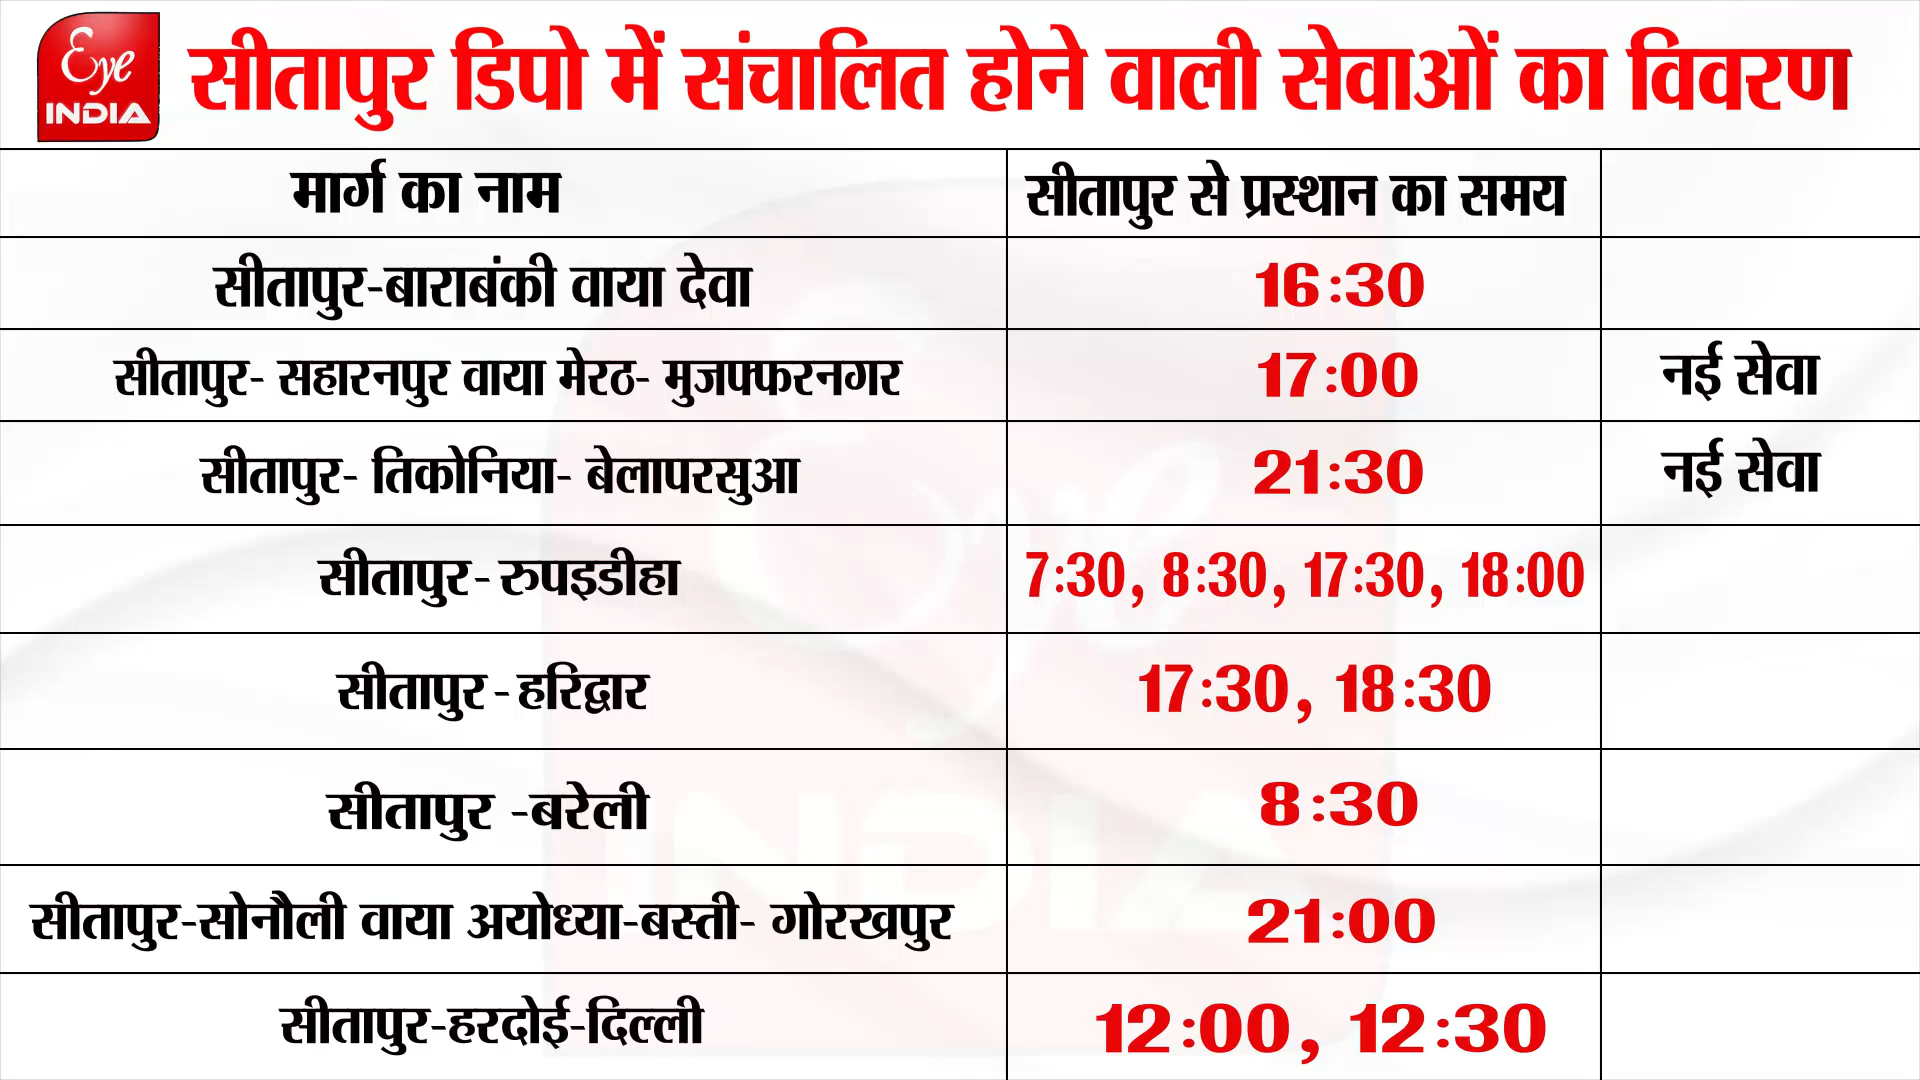 Eye
INDIA
सीतापुर डिपो में संचालित होने वाली सेवाओं का विवरण
मार्ग का नाम सीतापुर से प्रस्थान का समय
सीतापुर-बाराबंकी वाया देवा 16:30
सीतापुर- सहारनपुर वाया मेरठ- मुजफ्फरनगर 17:00 नई सेवा
सीतापुर- तिकोनिया- बेलापरसुआ 21:30 नई सेवा
सीतापुर- रुपइडीहा 7:30, 8:30, 17:30, 18:00
सीतापुर - हरिद्वार 17:30, 18:30
सीतापुर -बरेली 8:30
सीतापुर-सोनौली वाया अयोध्या-बस्ती- गोरखपुर 21:00
सीतापुर-हरदोई-दिल्ली 12:00, 12:30